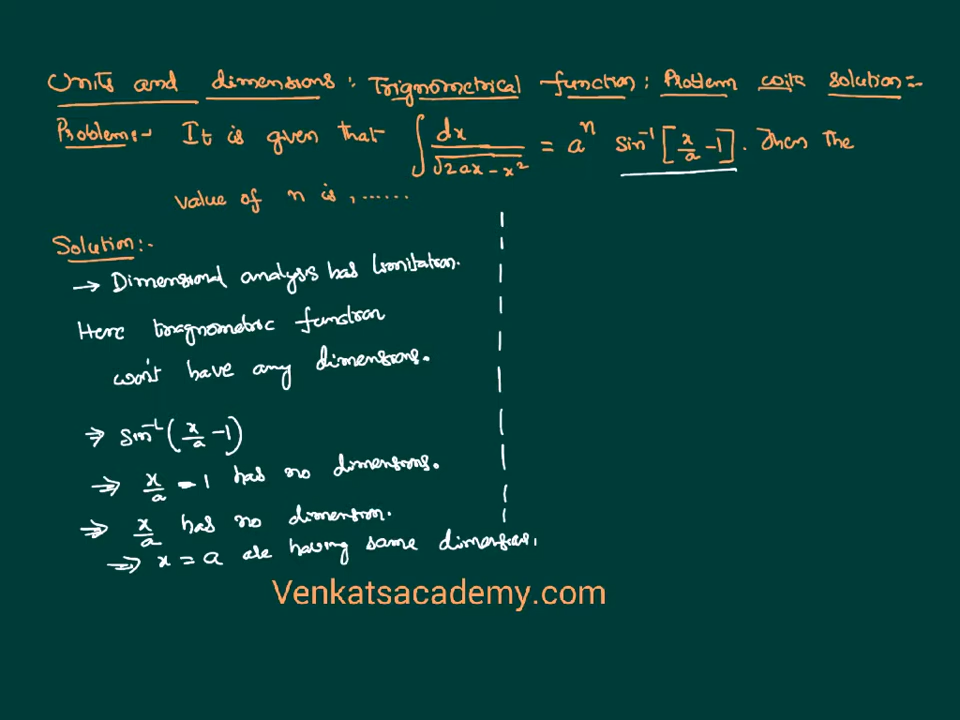 Units and dimensions : Trignometrical function : Problem with solution :-
Problem :- It is given that ∫ dx/√(2ax - x²) = aⁿ sin⁻¹[x/a - 1]. Then the
value of n is, ......
Solution :-
→ Dimensional analysis has limitation.
Here tragnometric function
won't have any dimensions.
⇒ sin⁻¹(x/a - 1)
⇒ x/a - 1 has no dimensions.
⇒ x/a has no dimension.
⇒ x = a are having same dimensions.
Venkatsacademy.com